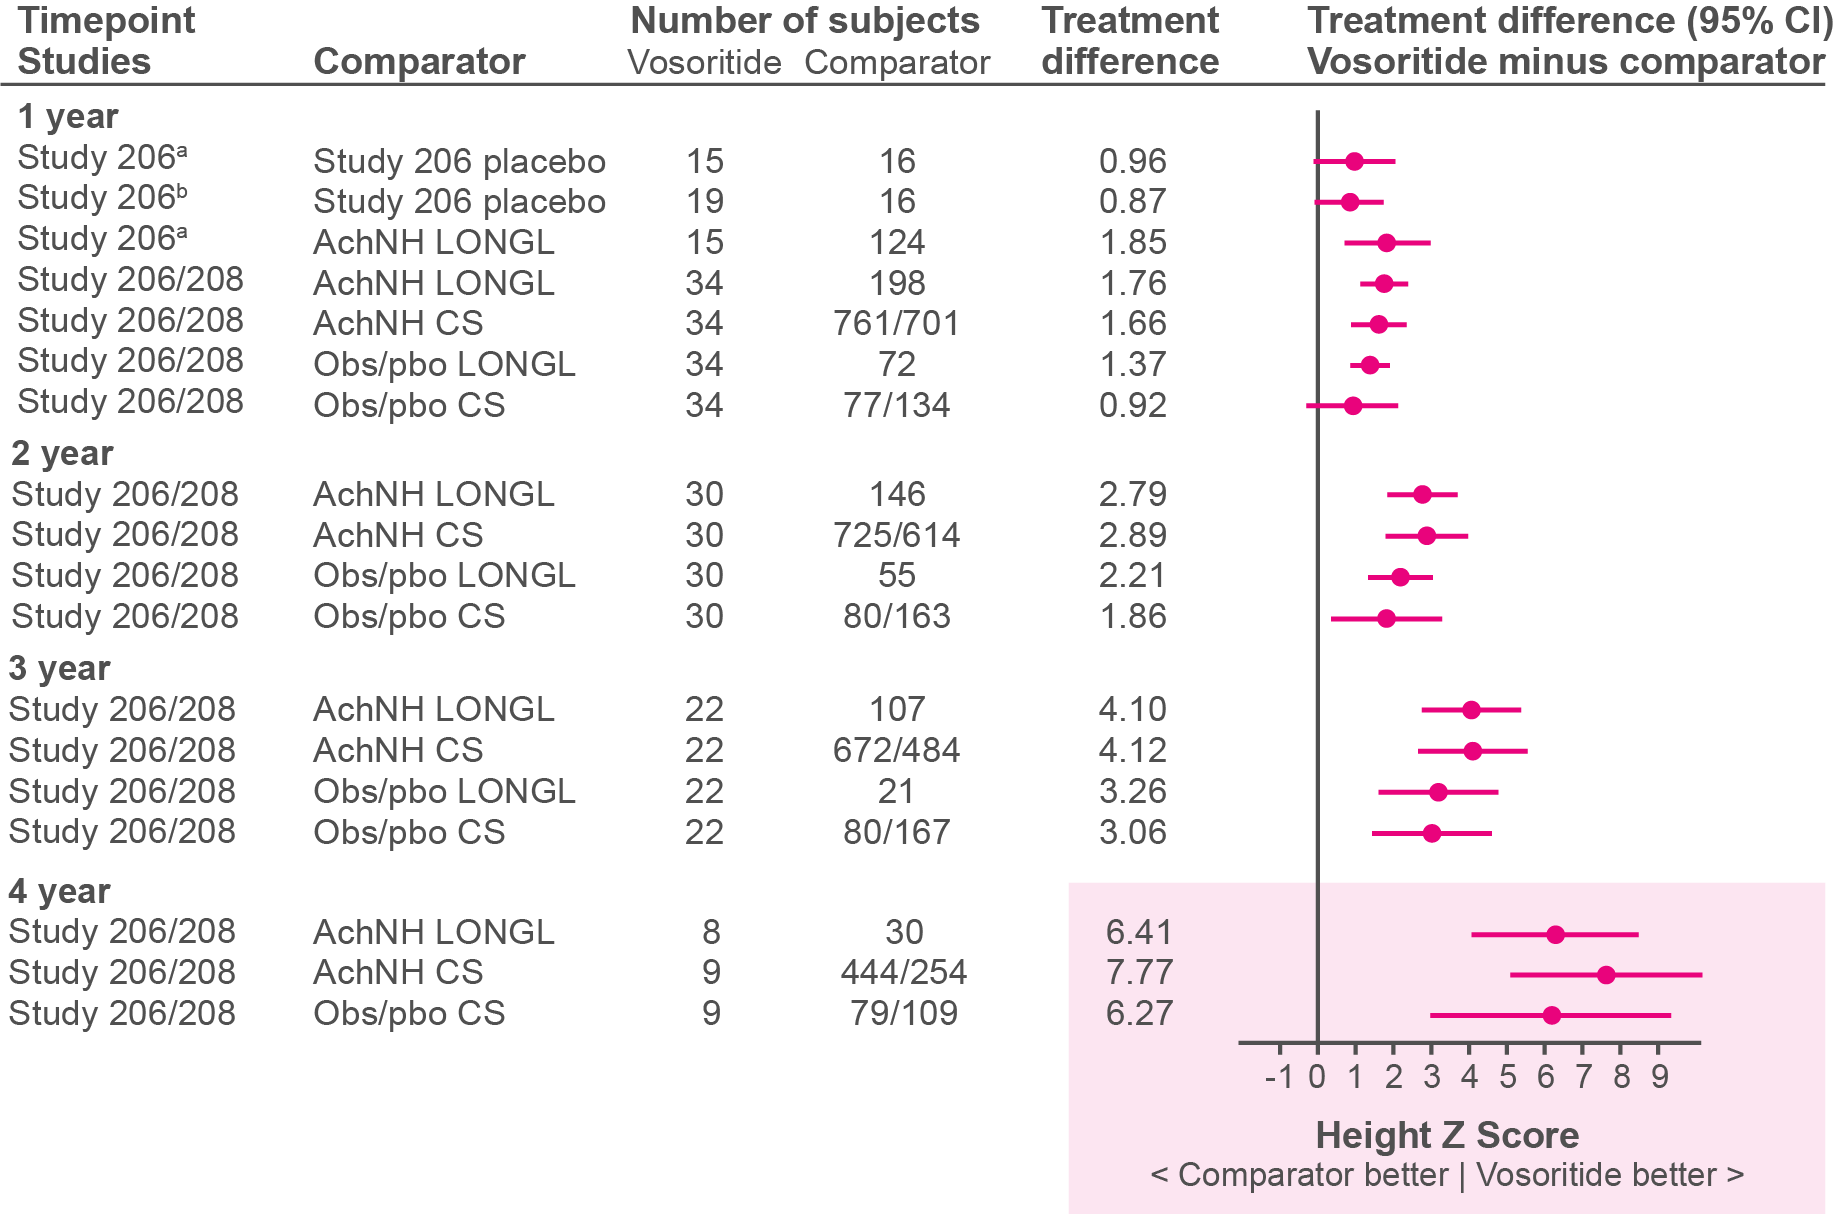 Timepoint Number of subjects Treatment Treatment difference (95% CI)
Studies Comparator Vosoritide Comparator difference Vosoritide minus comparator
1 year
Study 206ᵃ Study 206 placebo 15 16 0.96
Study 206ᵇ Study 206 placebo 19 16 0.87
Study 206ᵃ AchNH LONGL 15 124 1.85
Study 206/208 AchNH LONGL 34 198 1.76
Study 206/208 AchNH CS 34 761/701 1.66
Study 206/208 Obs/pbo LONGL 34 72 1.37
Study 206/208 Obs/pbo CS 34 77/134 0.92
2 year
Study 206/208 AchNH LONGL 30 146 2.79
Study 206/208 AchNH CS 30 725/614 2.89
Study 206/208 Obs/pbo LONGL 30 55 2.21
Study 206/208 Obs/pbo CS 30 80/163 1.86
3 year
Study 206/208 AchNH LONGL 22 107 4.10
Study 206/208 AchNH CS 22 672/484 4.12
Study 206/208 Obs/pbo LONGL 22 21 3.26
Study 206/208 Obs/pbo CS 22 80/167 3.06
4 year
Study 206/208 AchNH LONGL 8 30 6.41
Study 206/208 AchNH CS 9 444/254 7.77
Study 206/208 Obs/pbo CS 9 79/109 6.27
-1 0 1 2 3 4 5 6 7 8 9
Height Z Score
< Comparator better | Vosoritide better >